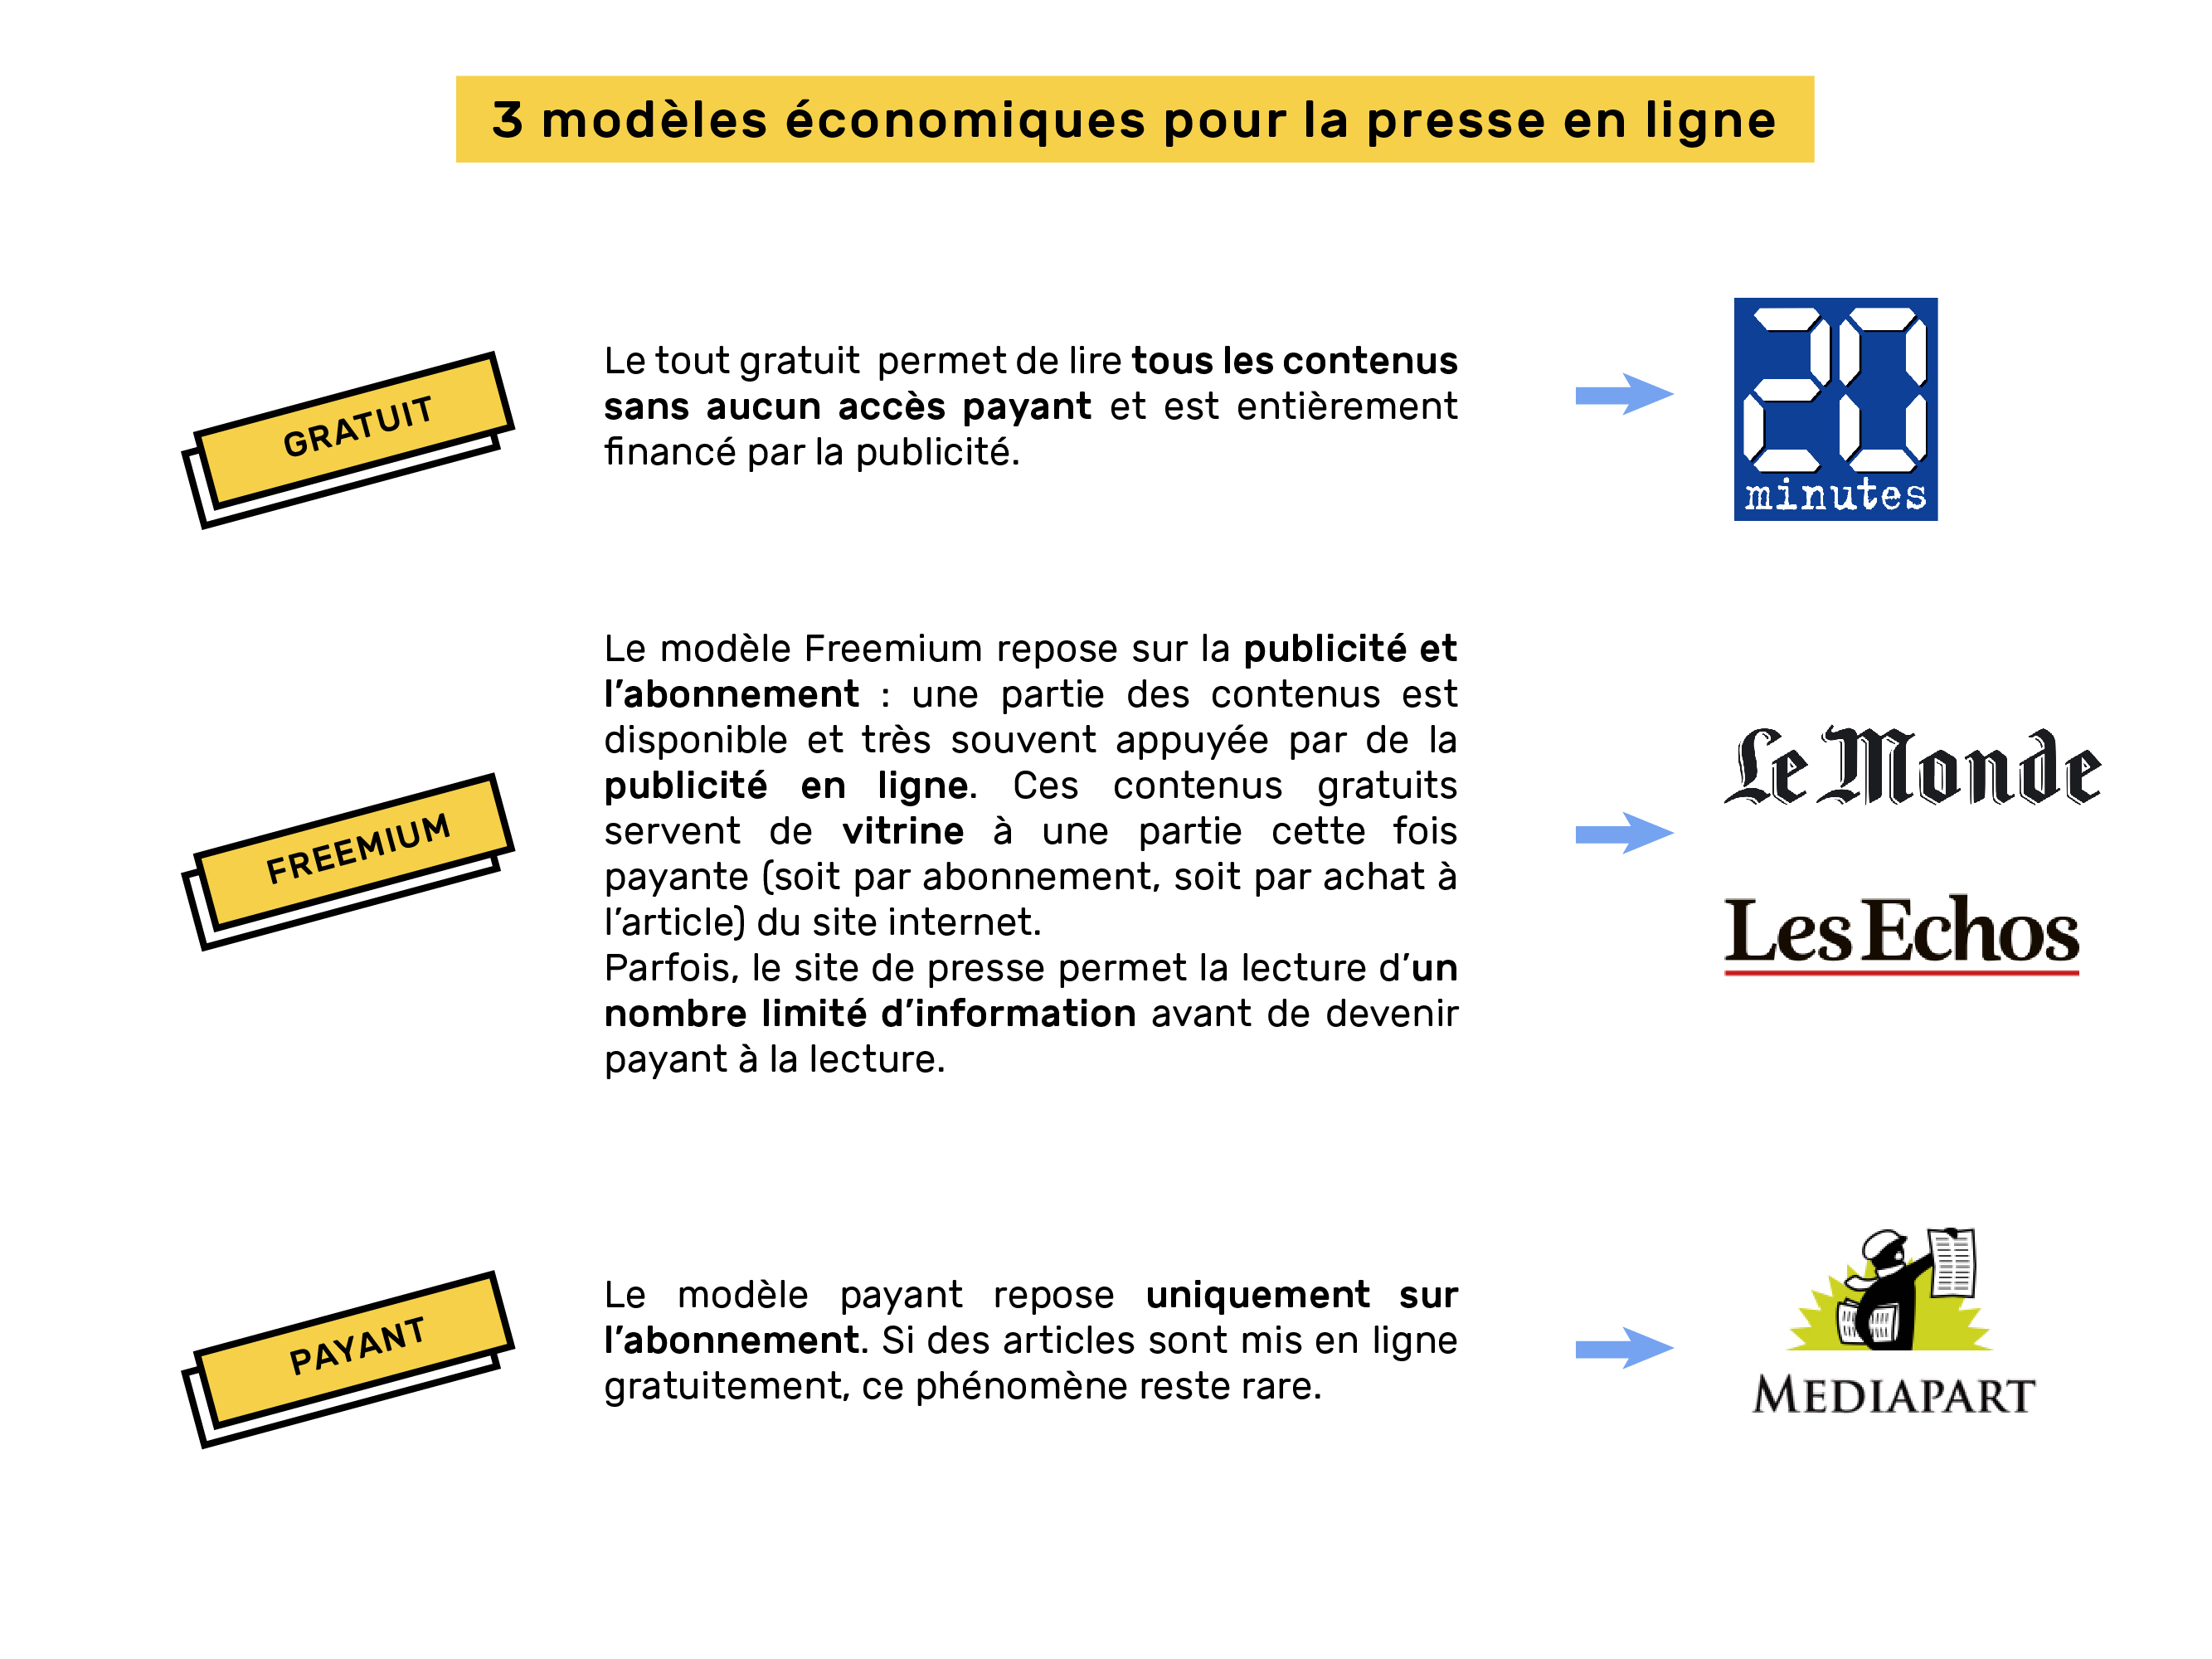 3 modèles économiques pour la presse en ligne
GRATUIT
Le tout gratuit  permet de lire tous les contenus
sans aucun accès payant et est entièrement
financé par la publicité.
20
minutes
FREEMIUM
Le modèle Freemium repose sur la publicité et
l’abonnement : une partie des contenus est
disponible et très souvent appuyée par de la
publicité en ligne. Ces contenus gratuits
servent de vitrine à une partie cette fois
payante (soit par abonnement, soit par achat à
l’article) du site internet.
Parfois, le site de presse permet la lecture d’un
nombre limité d’information avant de devenir
payant à la lecture.
Le Monde
Les Echos
PAYANT
Le modèle payant repose uniquement sur
l’abonnement. Si des articles sont mis en ligne
gratuitement, ce phénomène reste rare.
MEDIAPART